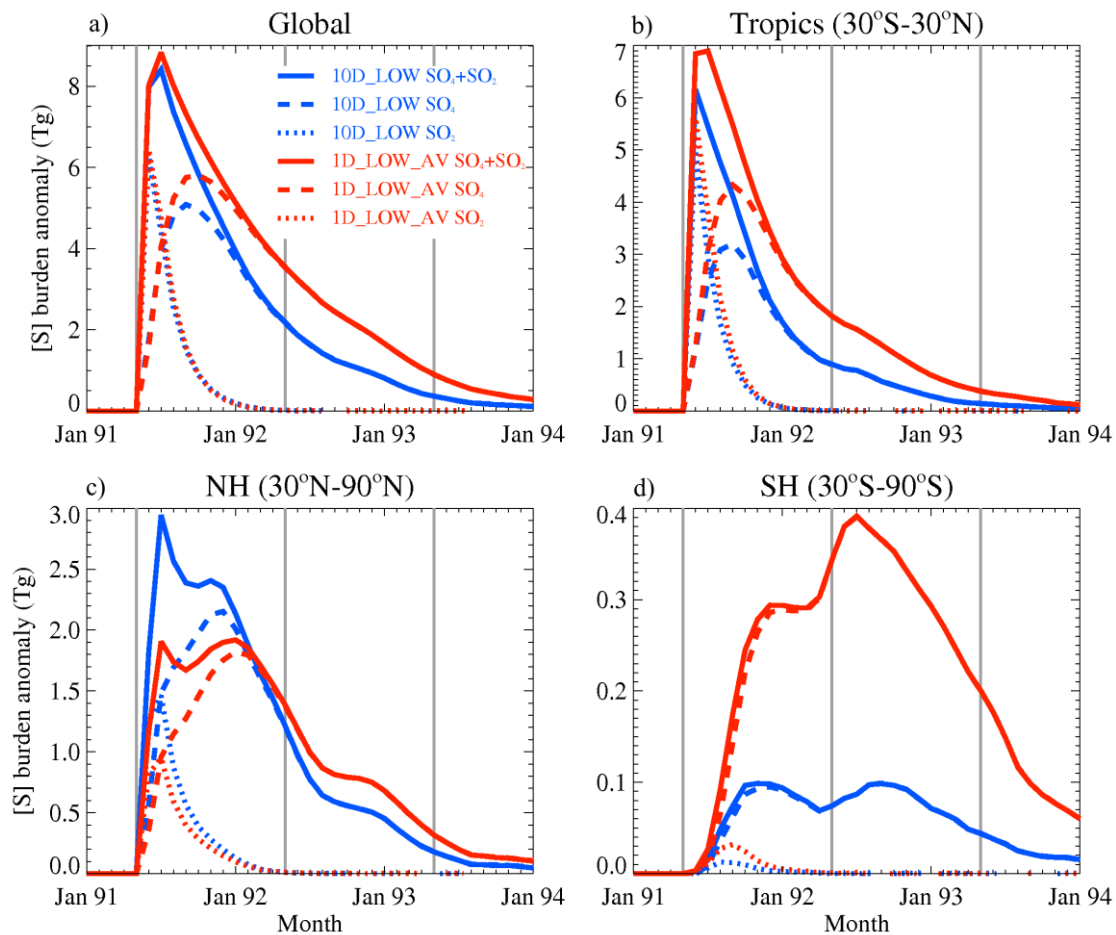 a) Global
8
6
4
2
0
[S] burden anomaly (Tg)
10D_LOW SO₄+SO₂
10D_LOW SO₄
10D_LOW SO₂
1D_LOW_AV SO₄+SO₂
1D_LOW_AV SO₄
1D_LOW_AV SO₂
Jan 91 Jan 92 Jan 93 Jan 94
b) Tropics (30°S-30°N)
7
6
5
4
3
2
1
0
Jan 91 Jan 92 Jan 93 Jan 94
c) NH (30°N-90°N)
3.0
2.5
2.0
1.5
1.0
0.5
0.0
[S] burden anomaly (Tg)
Jan 91 Jan 92 Jan 93 Jan 94
Month
d) SH (30°S-90°S)
0.4
0.3
0.2
0.1
0
Jan 91 Jan 92 Jan 93 Jan 94
Month